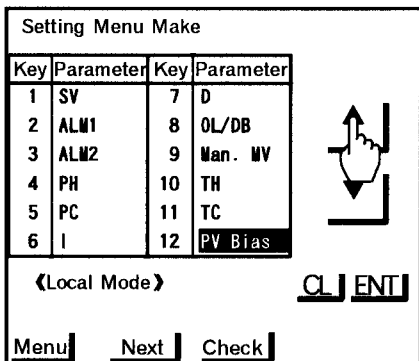 Setting Menu Make
Key Parameter Key Parameter
1 SV 7 D
2 ALM1 8 OL/DB
3 ALM2 9 Man. MV
4 PH 10 TH
5 PC 11 TC
6 I 12 PV Bias
《Local Mode》 CL ENT
Menu Next Check